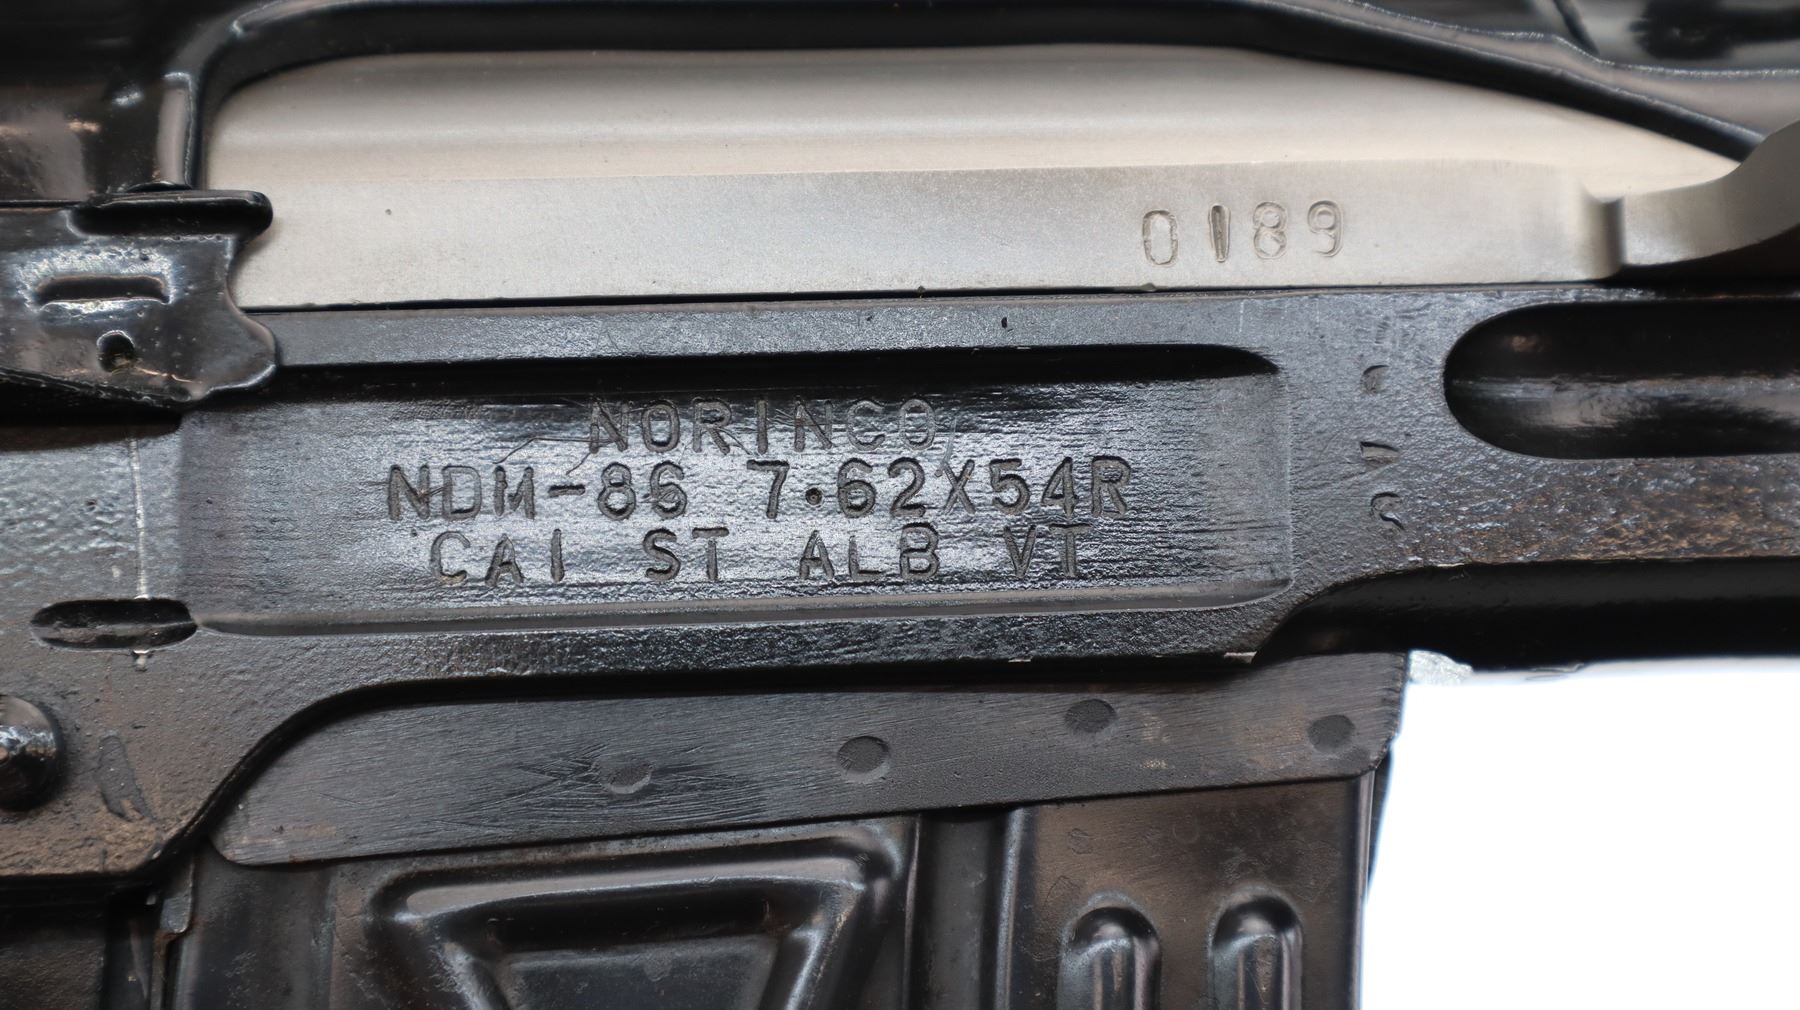 0189
NORINCO
NDM-86 7.62X54R
CAI ST ALB VT